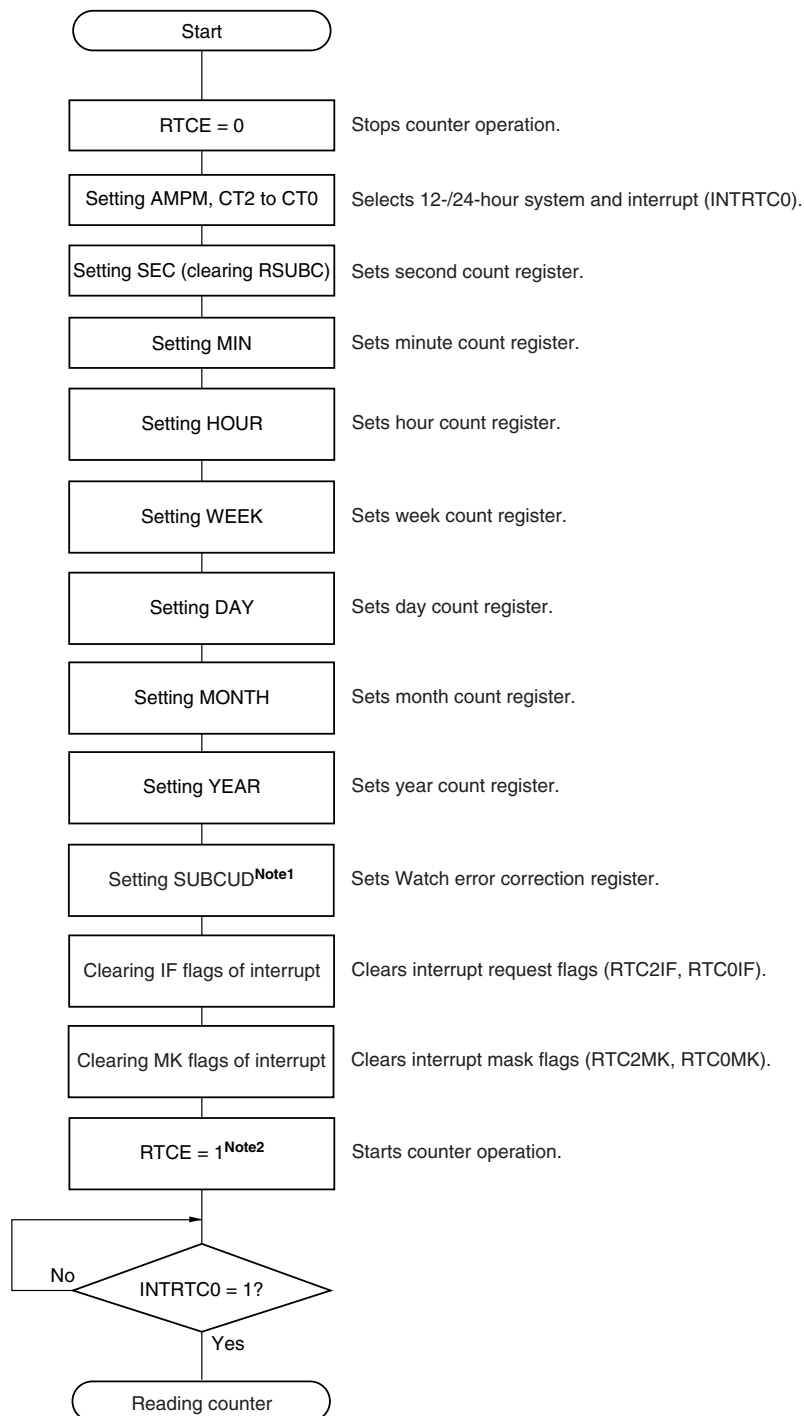 Start
RTCE = 0
Stops counter operation.
Setting AMPM, CT2 to CT0
Selects 12-/24-hour system and interrupt (INTRTC0).
Setting SEC (clearing RSUBC)
Sets second count register.
Setting MIN
Sets minute count register.
Setting HOUR
Sets hour count register.
Setting WEEK
Sets week count register.
Setting DAY
Sets day count register.
Setting MONTH
Sets month count register.
Setting YEAR
Sets year count register.
Setting SUBCUDNote1
Sets Watch error correction register.
Clearing IF flags of interrupt
Clears interrupt request flags (RTC2IF, RTC0IF).
Clearing MK flags of interrupt
Clears interrupt mask flags (RTC2MK, RTC0MK).
RTCE = 1Note2
Starts counter operation.
No
INTRTC0 = 1?
Yes
Reading counter